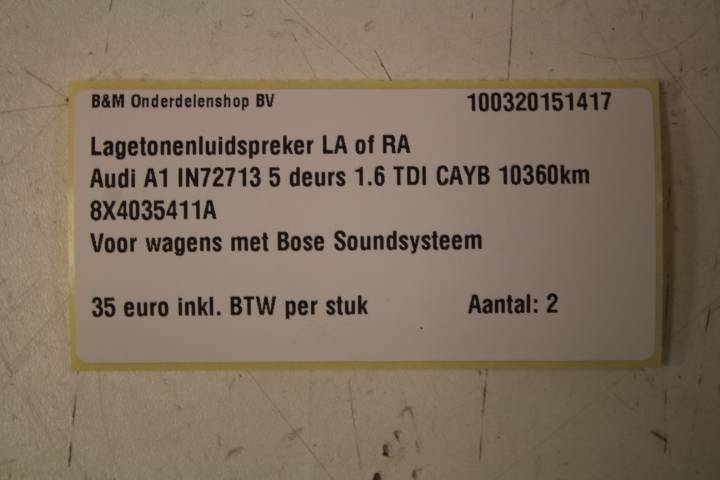 B&M Onderdelenshop BV 100320151417
Lagetonenluidspreker LA of RA
Audi A1 IN72713 5 deurs 1.6 TDI CAYB 10360km
8X4035411A
Voor wagens met Bose Soundsysteem
35 euro inkl. BTW per stuk Aantal: 2